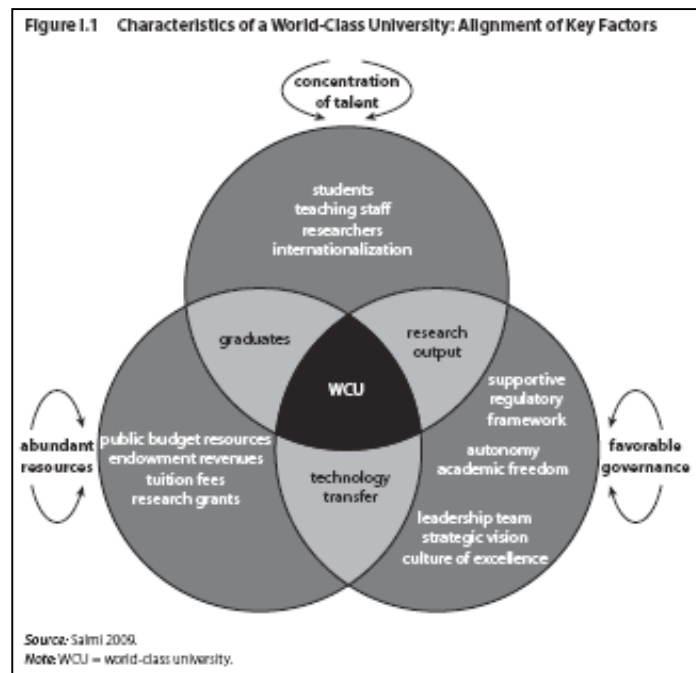 Figure I.1 Characteristics of a World-Class University: Alignment of Key Factors
concentration
of talent
students
teaching staff
researchers
internationalization
graduates
research
output
WCU
supportive
regulatory
framework
autonomy
academic freedom
leadership team
strategic vision
culture of excellence
favorable
governance
abundant
resources
public budget resources
endowment revenues
tuition fees
research grants
technology
transfer
Source: Salmi 2009.
Note: WCU = world-class university.